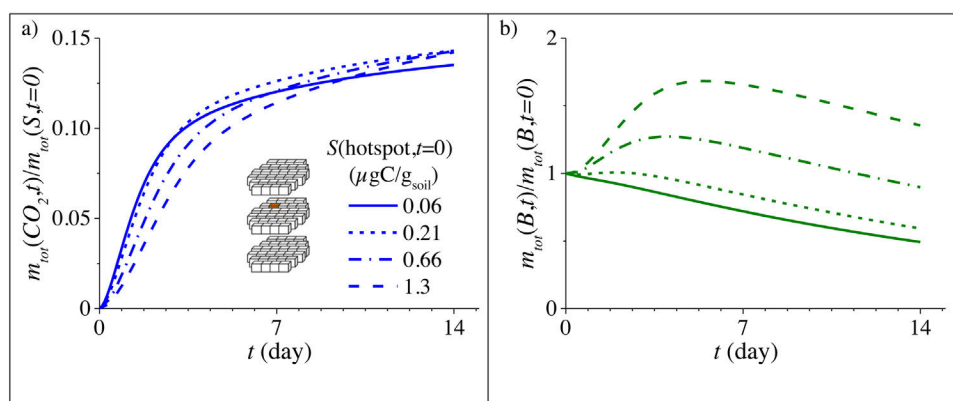 a)
m_tot(CO_2,t)/m_tot(S,t=0)
0.15
0.10
0.05
0
S(hotspot,t=0)
(µgC/g_soil)
0.06
0.21
0.66
1.3
0
7
14
t (day)
b)
m_tot(B,t)/m_tot(B,t=0)
2
1
0
0
7
14
t (day)